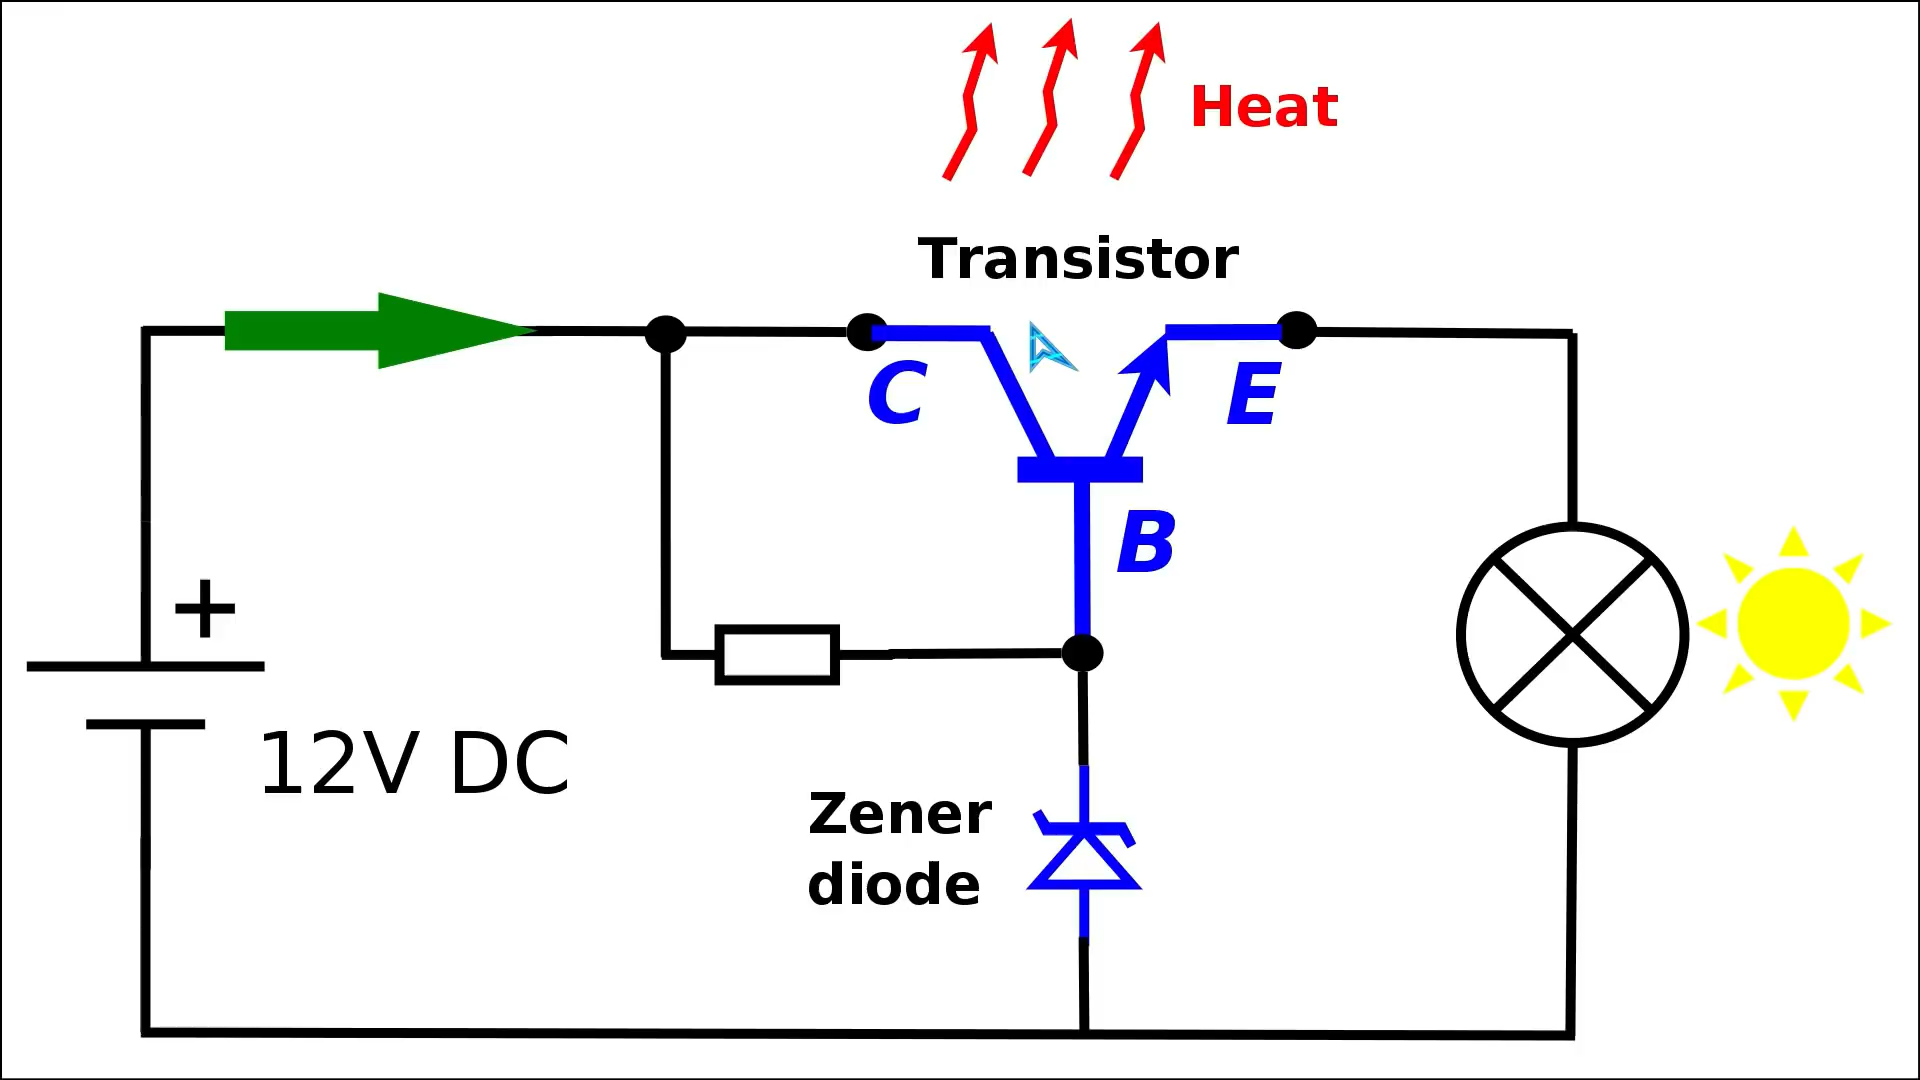 Heat
Transistor
C
E
B
+
12V DC
Zener
diode